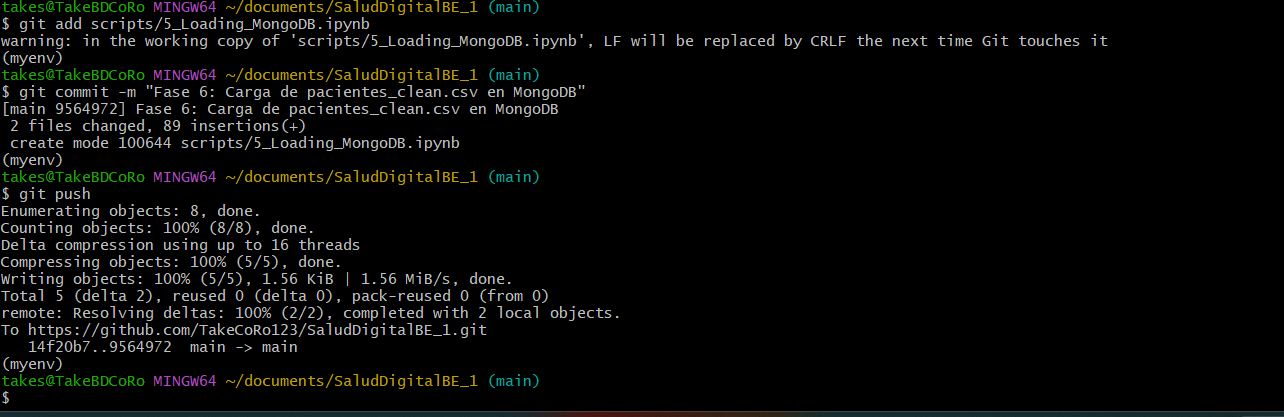 takes@TakeBDCoRo MINGW64 ~/documents/SaludDigitalBE_1 (main)
$ git add scripts/5_Loading_MongoDB.ipynb
warning: in the working copy of 'scripts/5_Loading_MongoDB.ipynb', LF will be replaced by CRLF the next time Git touches it
(myenv)
takes@TakeBDCoRo MINGW64 ~/documents/SaludDigitalBE_1 (main)
$ git commit -m "Fase 6: Carga de pacientes_clean.csv en MongoDB"
[main 9564972] Fase 6: Carga de pacientes_clean.csv en MongoDB
 2 files changed, 89 insertions(+)
 create mode 100644 scripts/5_Loading_MongoDB.ipynb
(myenv)
takes@TakeBDCoRo MINGW64 ~/documents/SaludDigitalBE_1 (main)
$ git push
Enumerating objects: 8, done.
Counting objects: 100% (8/8), done.
Delta compression using up to 16 threads
Compressing objects: 100% (5/5), done.
Writing objects: 100% (5/5), 1.56 KiB | 1.56 MiB/s, done.
Total 5 (delta 2), reused 0 (delta 0), pack-reused 0 (from 0)
remote: Resolving deltas: 100% (2/2), completed with 2 local objects.
To https://github.com/TakeCoRo123/SaludDigitalBE_1.git
   14f20b7..9564972  main -> main
(myenv)
takes@TakeBDCoRo MINGW64 ~/documents/SaludDigitalBE_1 (main)
$